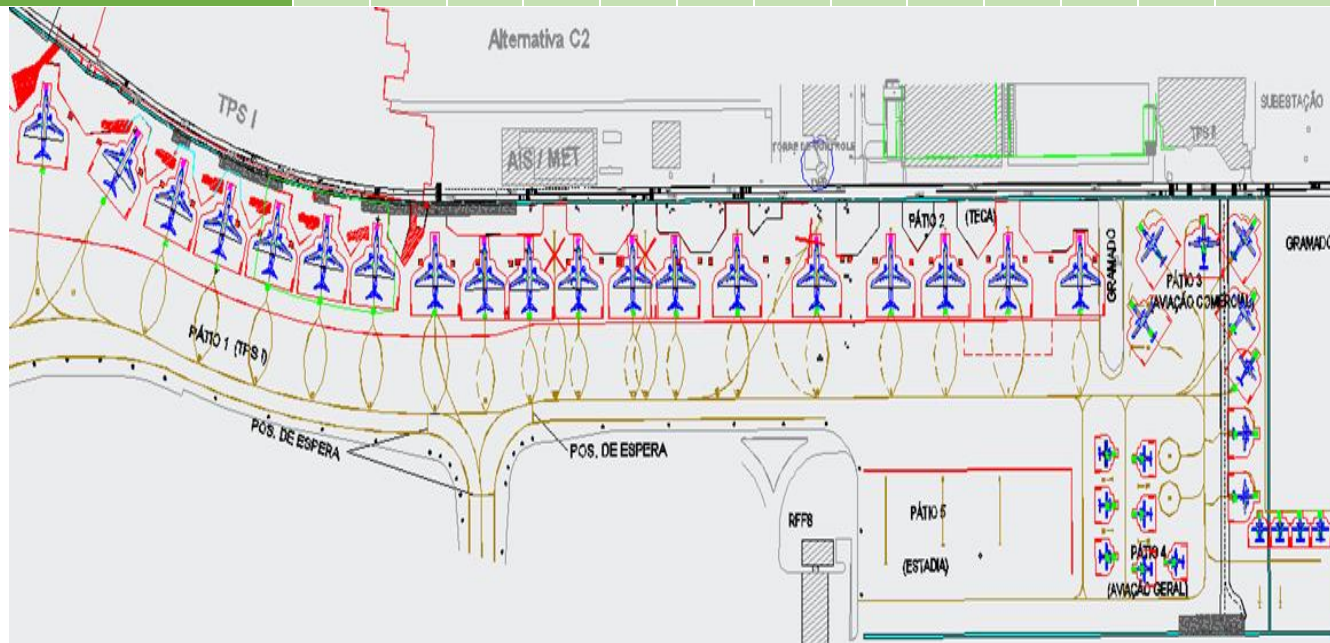 Alternativa C2
TPS I
AIS / MET
TORRE DE CONTROLE
TPS II
SUBESTAÇÃO
PÁTIO 2
(TECA)
GRAMADO
GRAMADO
PÁTIO 3
(AVIAÇÃO COMERCIAL)
PÁTIO 1 (TPS I)
POS. DE ESPERA
POS. DE ESPERA
PÁTIO 5
(ESTADIA)
PÁTIO 4
(AVIAÇÃO GERAL)